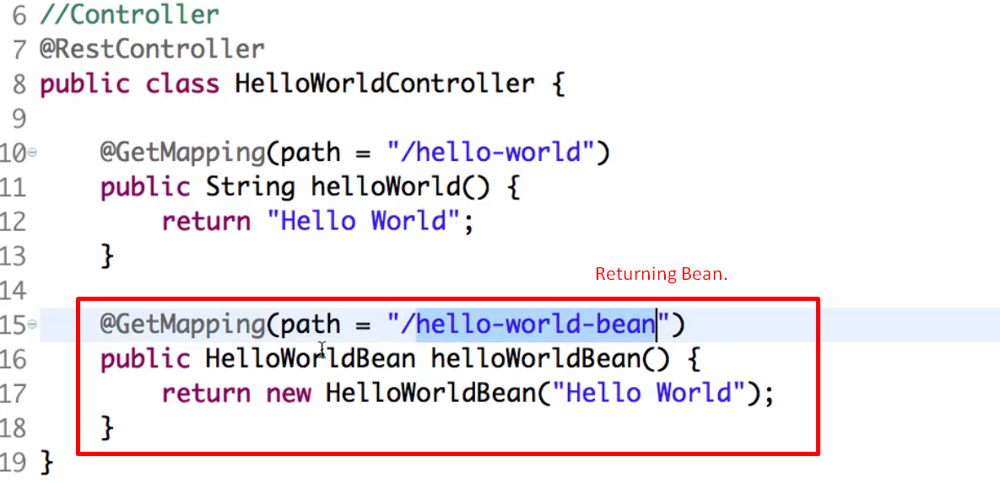 6 //Controller
7 @RestController
8 public class HelloWorldController {
9
10 @GetMapping(path = "/hello-world")
11 public String helloWorld() {
12 return "Hello World";
13 }
Returning Bean.
14
15 @GetMapping(path = "/hello-world-bean")
16 public HelloWorldBean helloWorldBean() {
17 return new HelloWorldBean("Hello World");
18 }
19 }